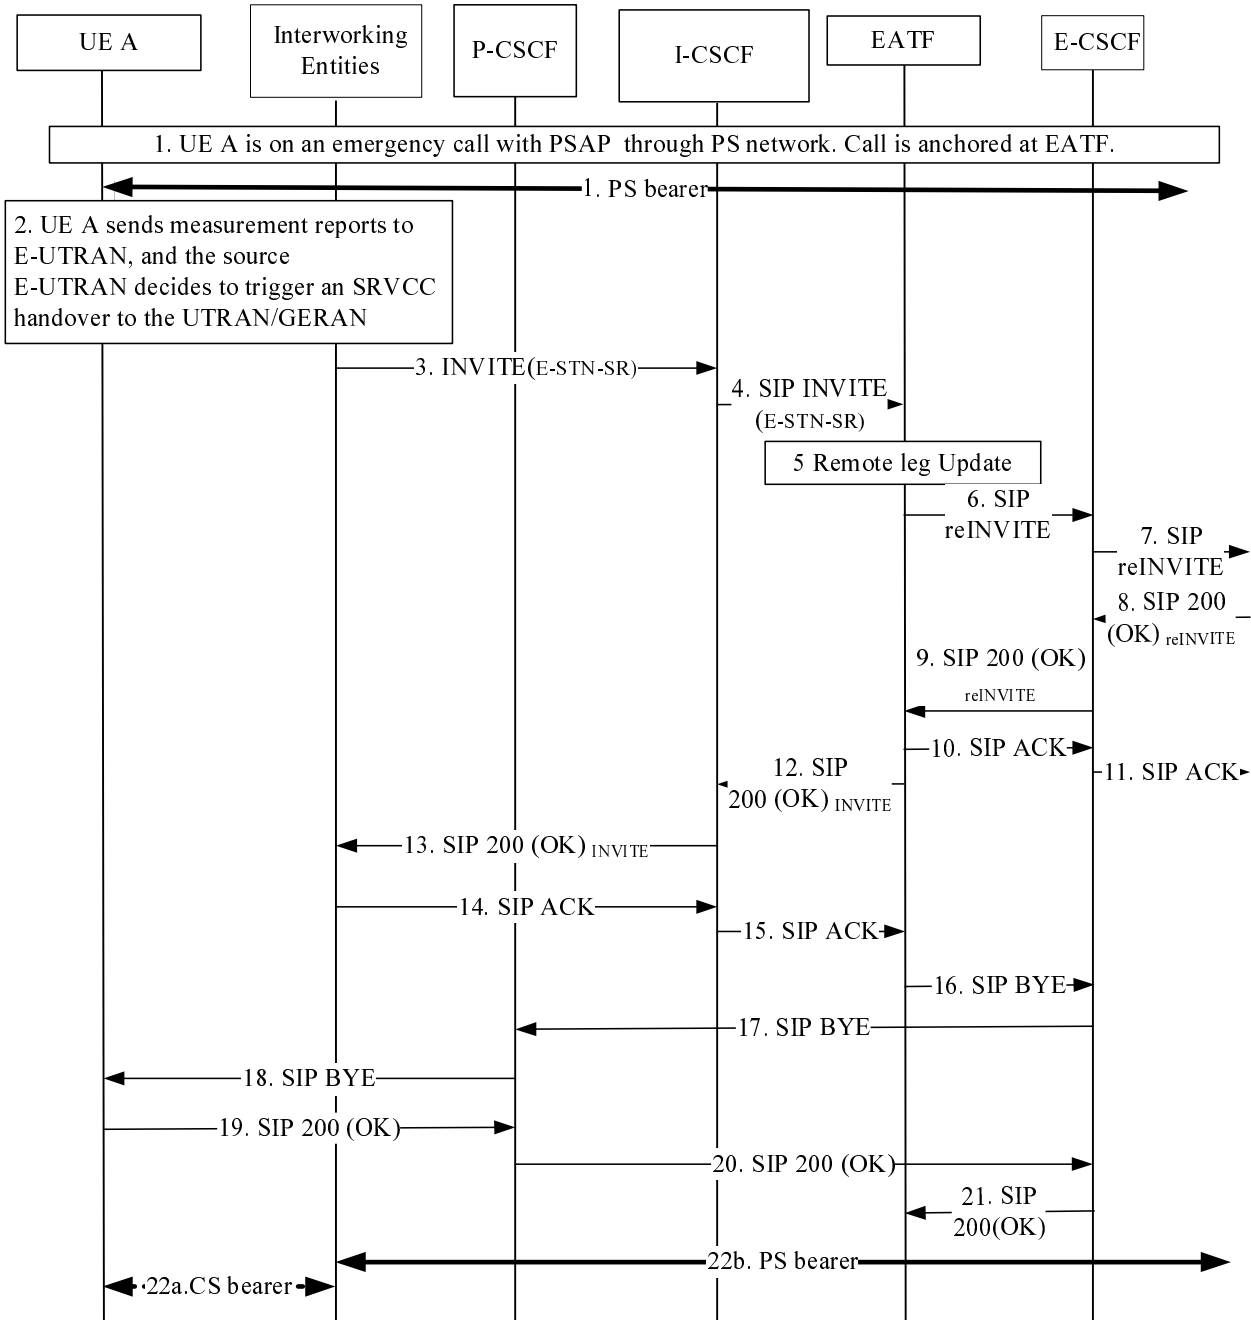 UE A
Interworking
Entities
P-CSCF
I-CSCF
EATF
E-CSCF
1. UE A is on an emergency call with PSAP through PS network. Call is anchored at EATF.
1. PS bearer
2. UE A sends measurement reports to
E-UTRAN, and the source
E-UTRAN decides to trigger an SRVCC
handover to the UTRAN/GERAN
3. INVITE(E-STN-SR)
4. SIP INVITE
(E-STN-SR)
5 Remote leg Update
6. SIP
reINVITE
7. SIP
reINVITE
8. SIP 200
(OK) reINVITE
9. SIP 200 (OK)
reINVITE
10. SIP ACK
11. SIP ACK
12. SIP
200 (OK) INVITE
13. SIP 200 (OK) INVITE
14. SIP ACK
15. SIP ACK
16. SIP BYE
17. SIP BYE
18. SIP BYE
19. SIP 200 (OK)
20. SIP 200 (OK)
21. SIP
200(OK)
22b. PS bearer
22a.CS bearer